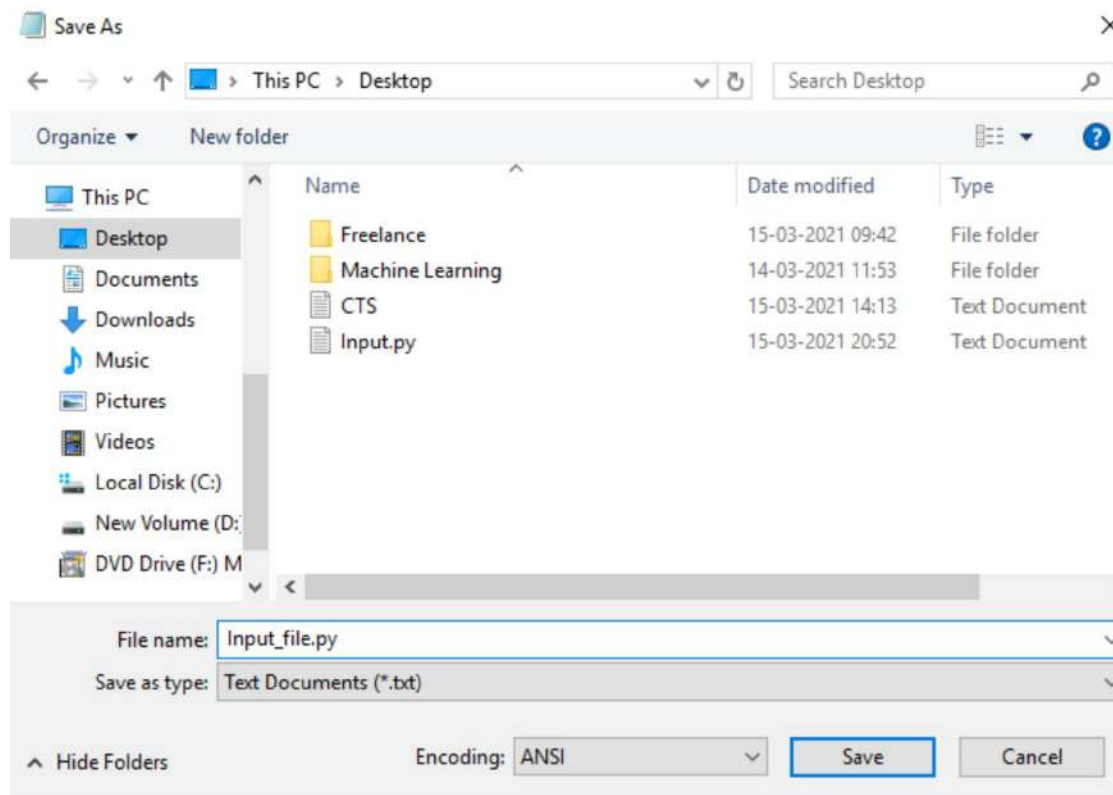 Save As
This PC > Desktop
Search Desktop
Organize
New folder
?
Name
Date modified
Type
This PC
Desktop
Documents
Downloads
Music
Pictures
Videos
Local Disk (C:)
New Volume (D:
DVD Drive (F:) M
Freelance 15-03-2021 09:42 File folder
Machine Learning 14-03-2021 11:53 File folder
CTS 15-03-2021 14:13 Text Document
Input.py 15-03-2021 20:52 Text Document
File name: Input_file.py
Save as type: Text Documents (*.txt)
Hide Folders
Encoding: ANSI
Save
Cancel